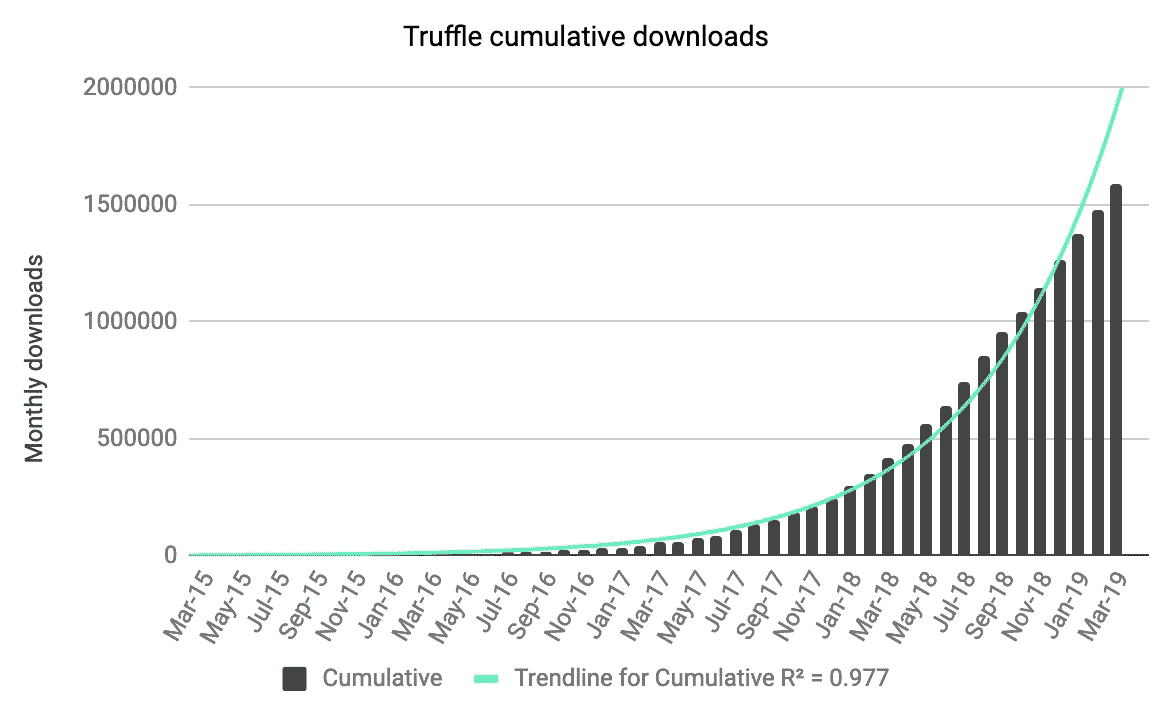 Truffle cumulative downloads
Monthly downloads
2000000
1500000
1000000
500000
0
Mar-15
May-15
Jul-15
Sep-15
Nov-15
Jan-16
Mar-16
May-16
Jul-16
Sep-16
Nov-16
Jan-17
Mar-17
May-17
Jul-17
Sep-17
Nov-17
Jan-18
Mar-18
May-18
Jul-18
Sep-18
Nov-18
Jan-19
Mar-19
Cumulative
Trendline for Cumulative R² = 0.977